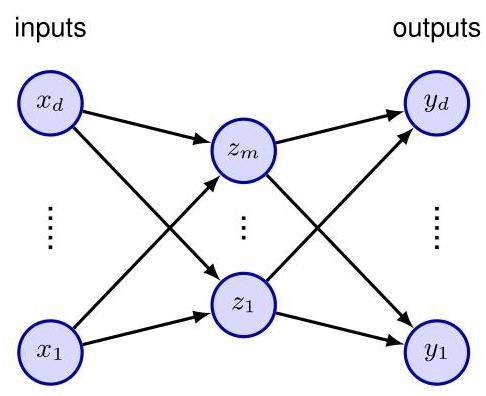 inputs
outputs
x_d
y_d
z_m
z_1
x_1
y_1